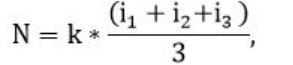 N = k * (i₁ + i₂+i₃ ) / 3,